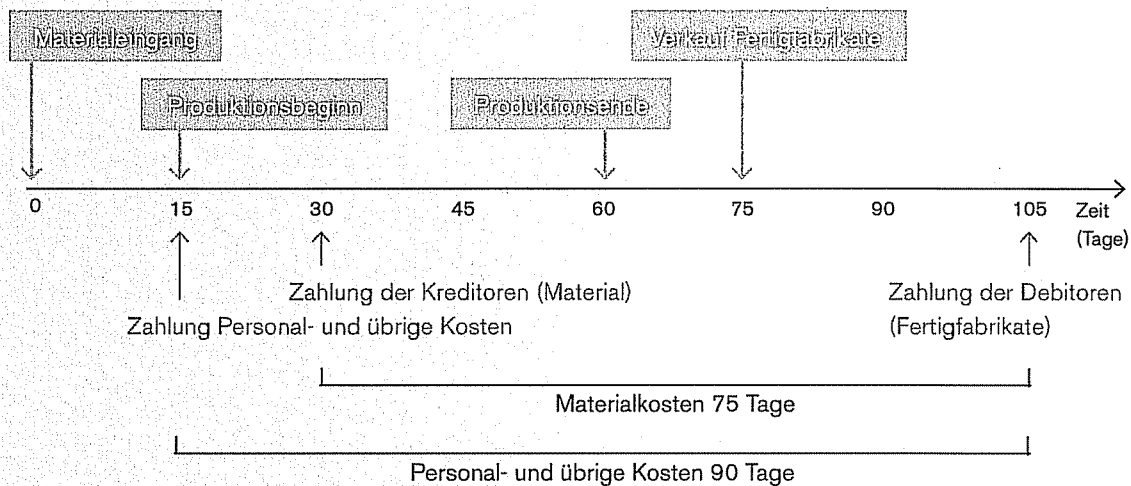 Materialeingang
Verkauf Fertigfabrikate
Produktionsbeginn
Produktionsende
0 15 30 45 60 75 90 105 Zeit
(Tage)
Zahlung der Kreditoren (Material)
Zahlung der Debitoren
Zahlung Personal- und übrige Kosten
(Fertigfabrikate)
Materialkosten 75 Tage
Personal- und übrige Kosten 90 Tage